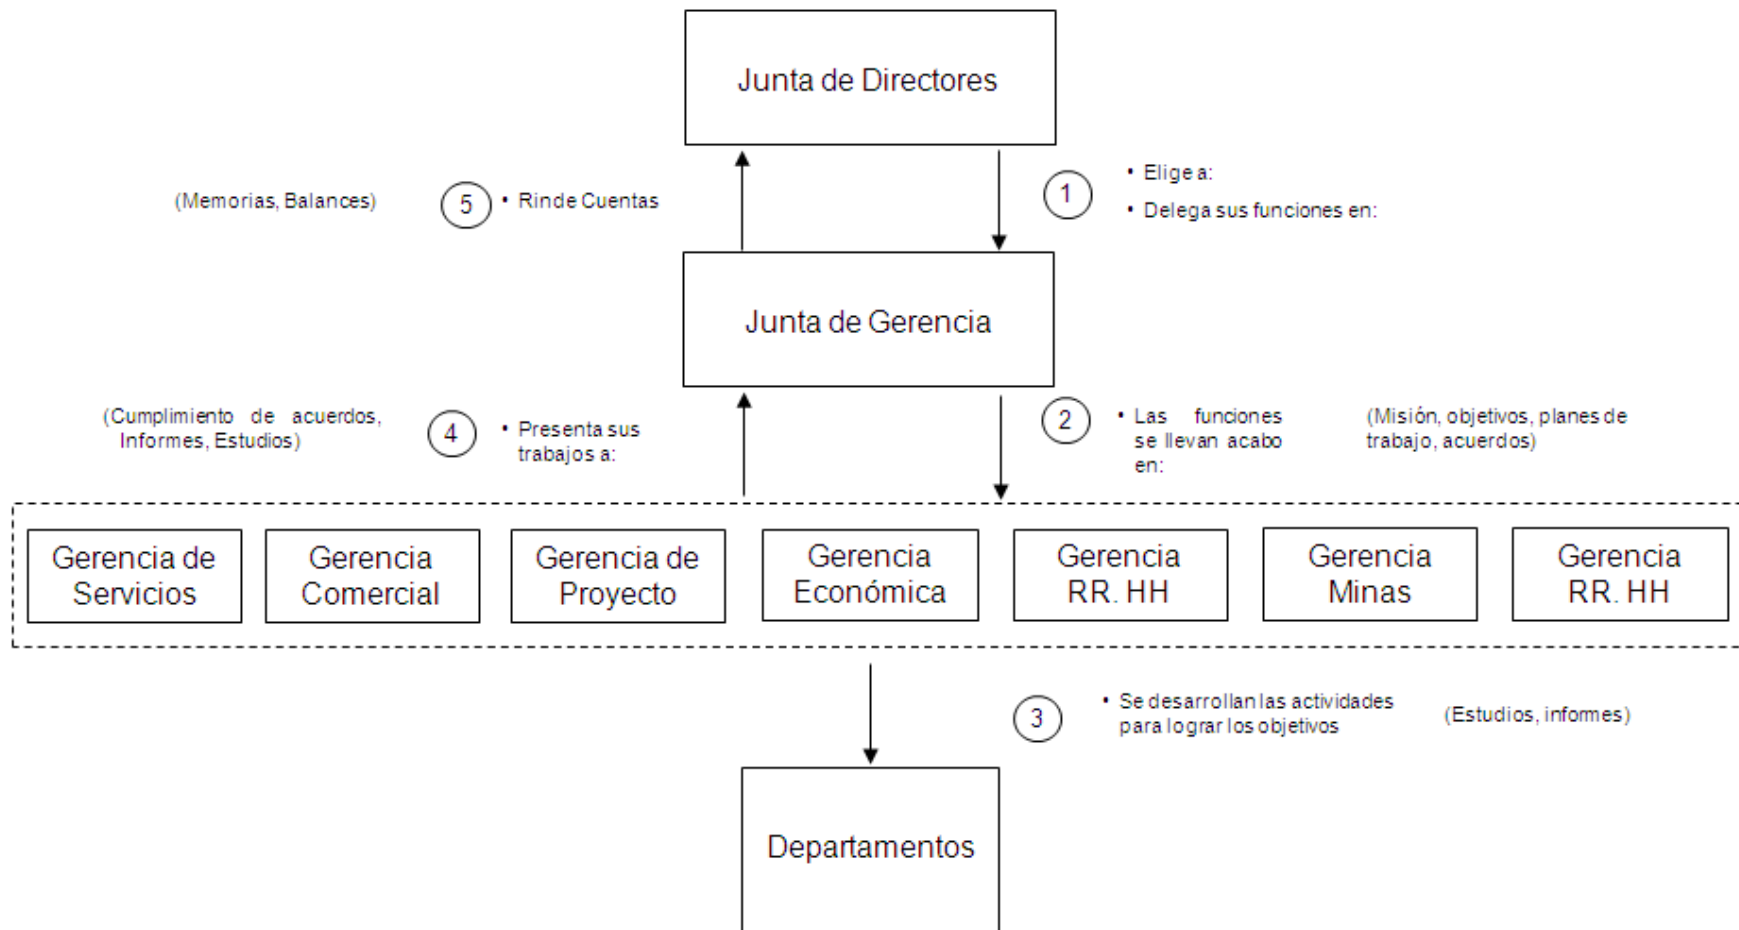 Junta de Directores
(Memorias, Balances)
5
• Rinde Cuentas
1
• Elige a:
• Delega sus funciones en:
Junta de Gerencia
(Cumplimiento de acuerdos,
Informes, Estudios)
4
• Presenta sus
trabajos a:
2
• Las funciones
se llevan acabo
en:
(Misión, objetivos, planes de
trabajo, acuerdos)
Gerencia de
Servicios
Gerencia
Comercial
Gerencia de
Proyecto
Gerencia
Económica
Gerencia
RR. HH
Gerencia
Minas
Gerencia
RR. HH
3
• Se desarrollan las actividades
para lograr los objetivos
(Estudios, informes)
Departamentos